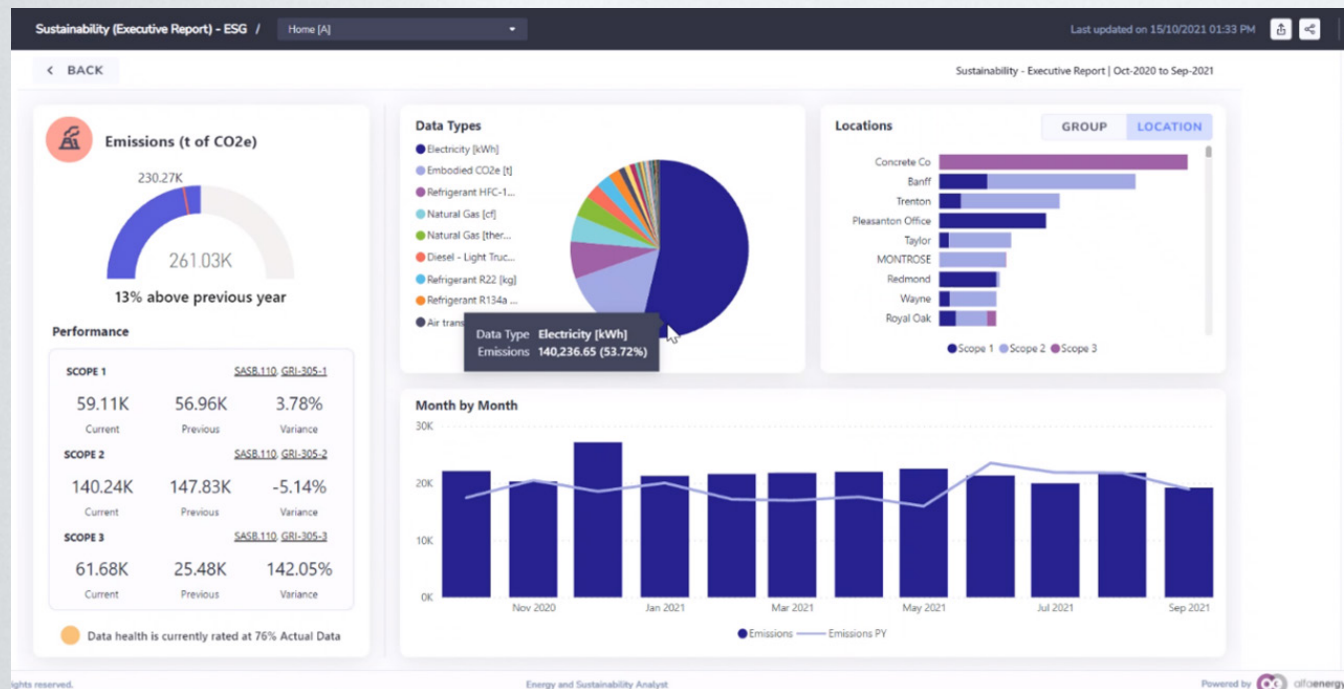 Sustainability (Executive Report) - ESG /
Home [A]
Last updated on 15/10/2021 01:33 PM
< BACK
Sustainability - Executive Report | Oct-2020 to Sep-2021
Emissions (t of CO2e)
230.27K
261.03K
13% above previous year
Performance
SCOPE 1 SASB.110, GRI-305-1
59.11K 56.96K 3.78%
Current Previous Variance
SCOPE 2 SASB.110, GRI-305-2
140.24K 147.83K -5.14%
Current Previous Variance
SCOPE 3 SASB.110, GRI-305-3
61.68K 25.48K 142.05%
Current Previous Variance
Data health is currently rated at 76% Actual Data
Data Types
Electricity [kWh]
Embodied CO2e [t]
Refrigerant HFC-1...
Natural Gas [cf]
Natural Gas [ther...
Diesel - Light Truc...
Refrigerant R22 [kg]
Refrigerant R134a ...
Air trans
Data Type Electricity [kWh]
Emissions 140,236.65 (53.72%)
Locations
GROUP LOCATION
Concrete Co
Banff
Trenton
Pleasanton Office
Taylor
MONTROSE
Redmond
Wayne
Royal Oak
Scope 1 Scope 2 Scope 3
Month by Month
30K
20K
10K
0K
Nov 2020 Jan 2021 Mar 2021 May 2021 Jul 2021 Sep 2021
Emissions Emissions PY
ights reserved.
Energy and Sustainability Analyst
Powered by alfaenergy